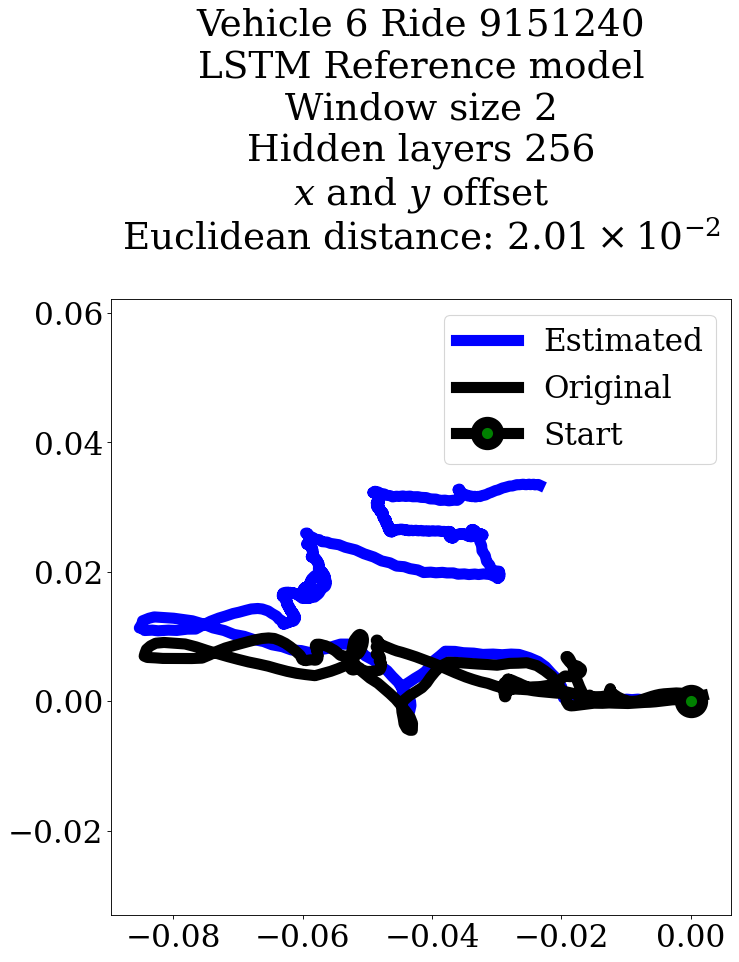 Vehicle 6 Ride 9151240
LSTM Reference model
Window size 2
Hidden layers 256
x and y offset
Euclidean distance: 2.01 × 10⁻²
Estimated
Original
Start
0.06
0.04
0.02
0.00
−0.02
−0.08
−0.06
−0.04
−0.02
0.00